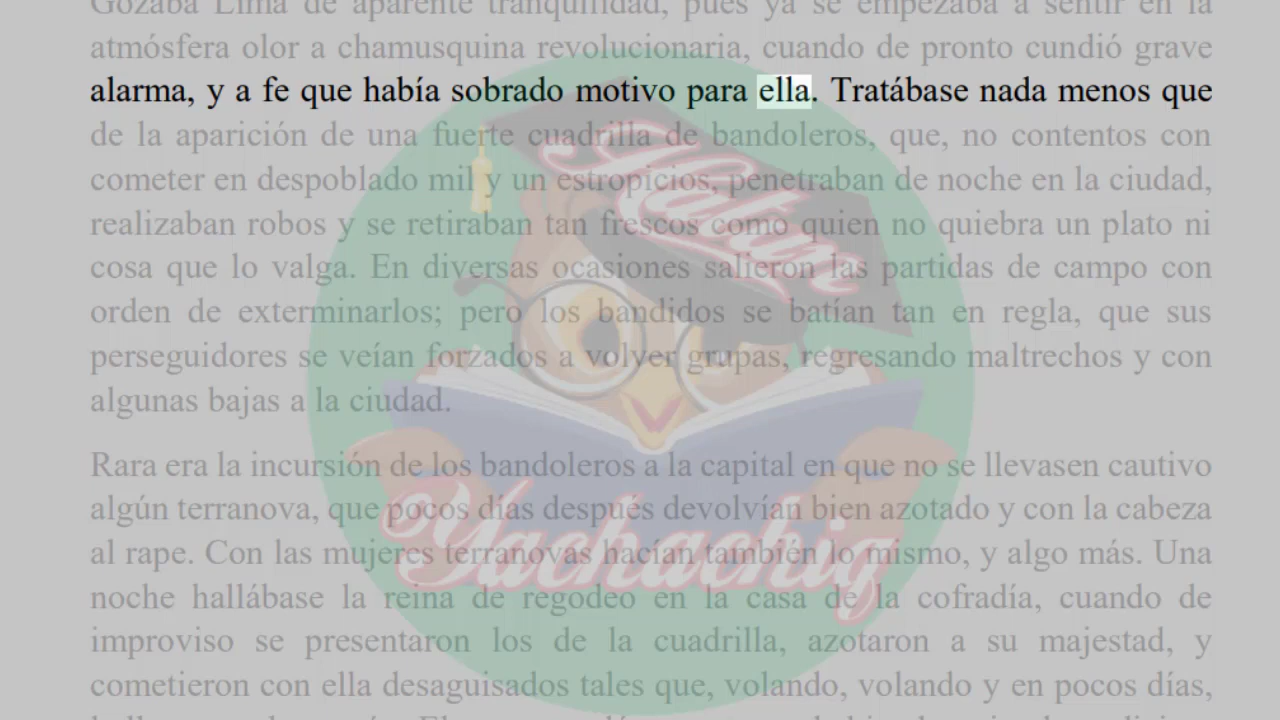 Gozaba Lima de aparente tranquilidad, pues ya se empezaba a sentir en la
atmósfera olor a chamusquina revolucionaria, cuando de pronto cundió grave
alarma, y a fe que había sobrado motivo para ella. Tratábase nada menos que
de la aparición de una fuerte cuadrilla de bandoleros, que, no contentos con
cometer en despoblado mil y un estropicios, penetraban de noche en la ciudad,
realizaban robos y se retiraban tan frescos como quien no quiebra un plato ni
cosa que lo valga. En diversas ocasiones salieron las partidas de campo con
orden de exterminarlos; pero los bandidos se batían tan en regla, que sus
perseguidores se veían forzados a volver grupas, regresando maltrechos y con
algunas bajas a la ciudad.
Rara era la incursión de los bandoleros a la capital en que no se llevasen cautivo
algún terranova, que pocos días después devolvían bien azotado y con la cabeza
al rape. Con las mujeres terranovas hacían también lo mismo, y algo más. Una
noche hallábase la reina de regodeo en la casa de la cofradía, cuando de
improviso se presentaron los de la cuadrilla, azotaron a su majestad, y
cometieron con ella desaguisados tales que, volando, volando y en pocos días,
Hatun
Yachachiq